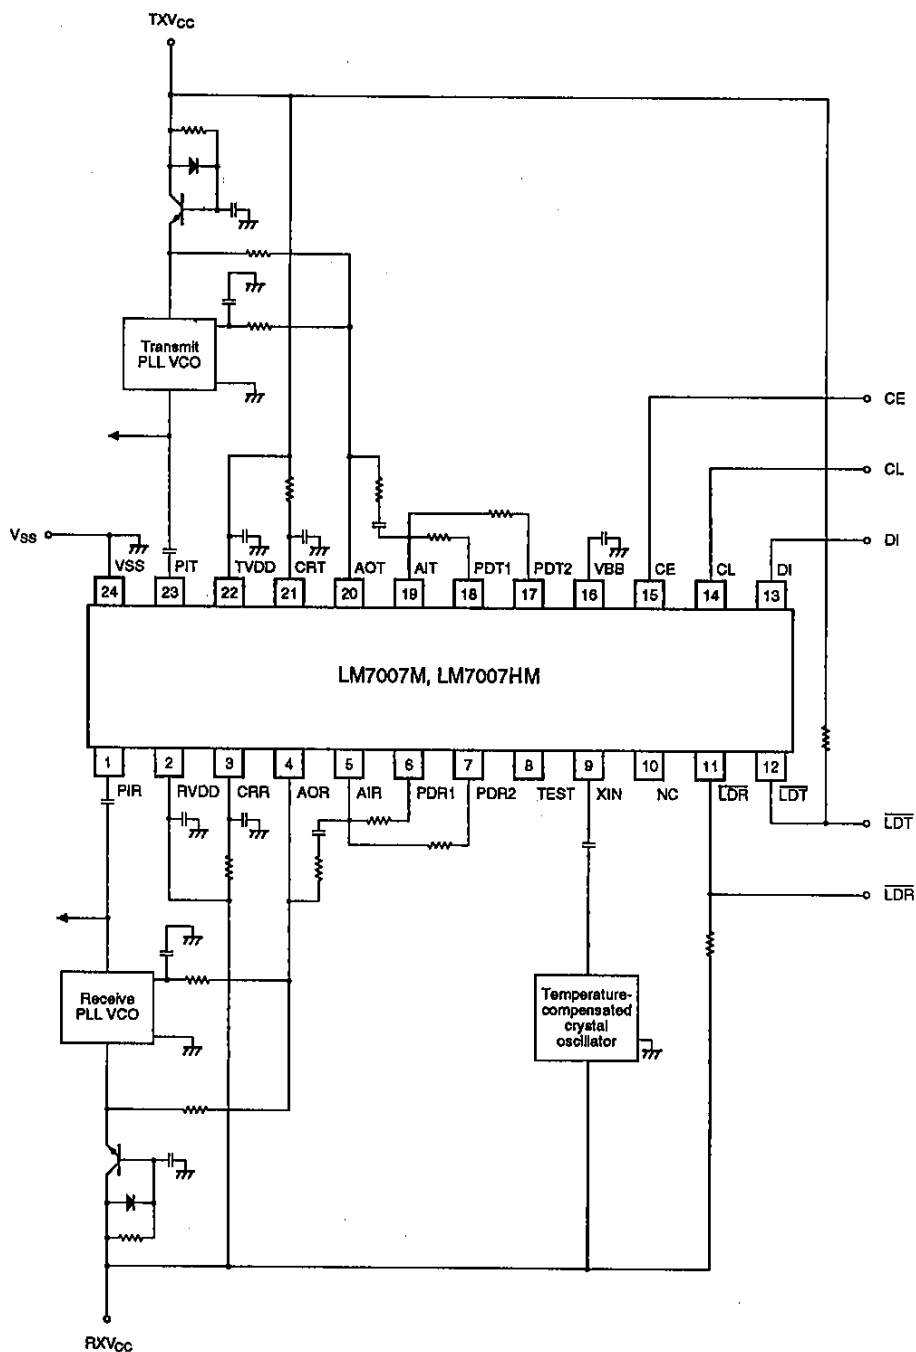 TXVCC
Transmit
PLL VCO
CE
CL
DI
VSS
VSS PIT TVDD CRT AOT AIT PDT1 PDT2 VBB CE CL DI
24 23 22 21 20 19 18 17 16 15 14 13
LM7007M, LM7007HM
1 2 3 4 5 6 7 8 9 10 11 12
PIR RVDD CRR AOR AIR PDR1 PDR2 TEST XIN NC LDR LDT
LDT
LDR
Receive
PLL VCO
Temperature-
compensated
crystal
oscillator
RXVCC